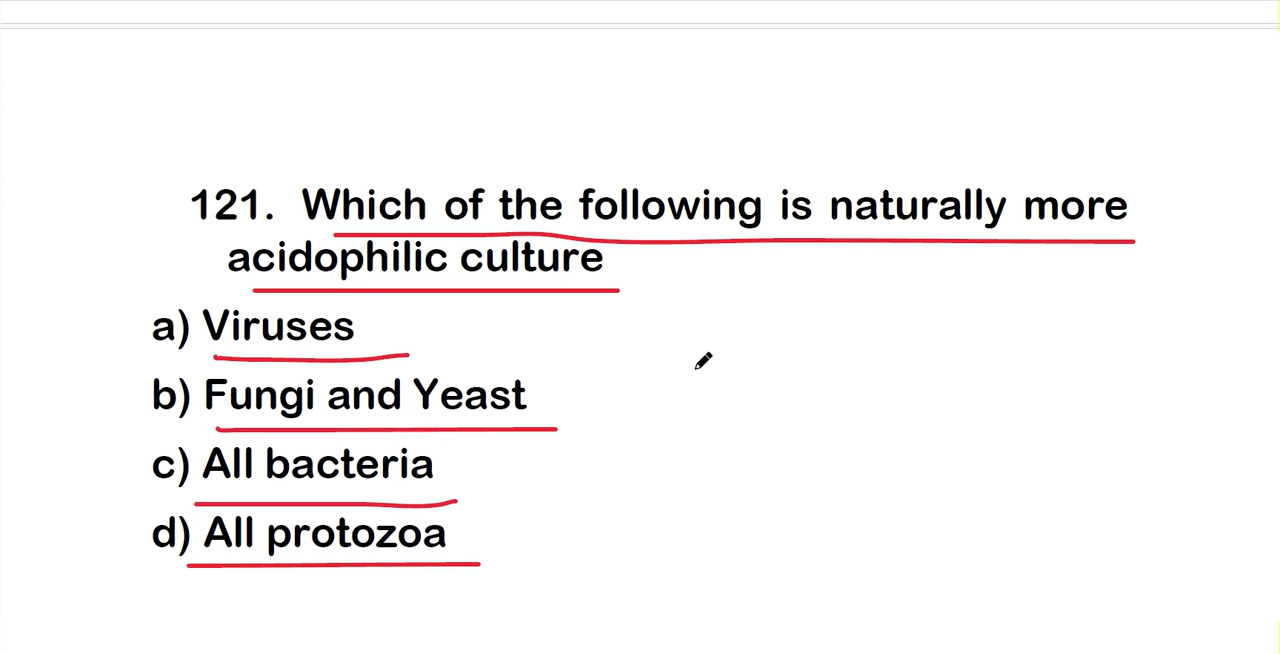 121. Which of the following is naturally more
acidophilic culture
a) Viruses
b) Fungi and Yeast
c) All bacteria
d) All protozoa